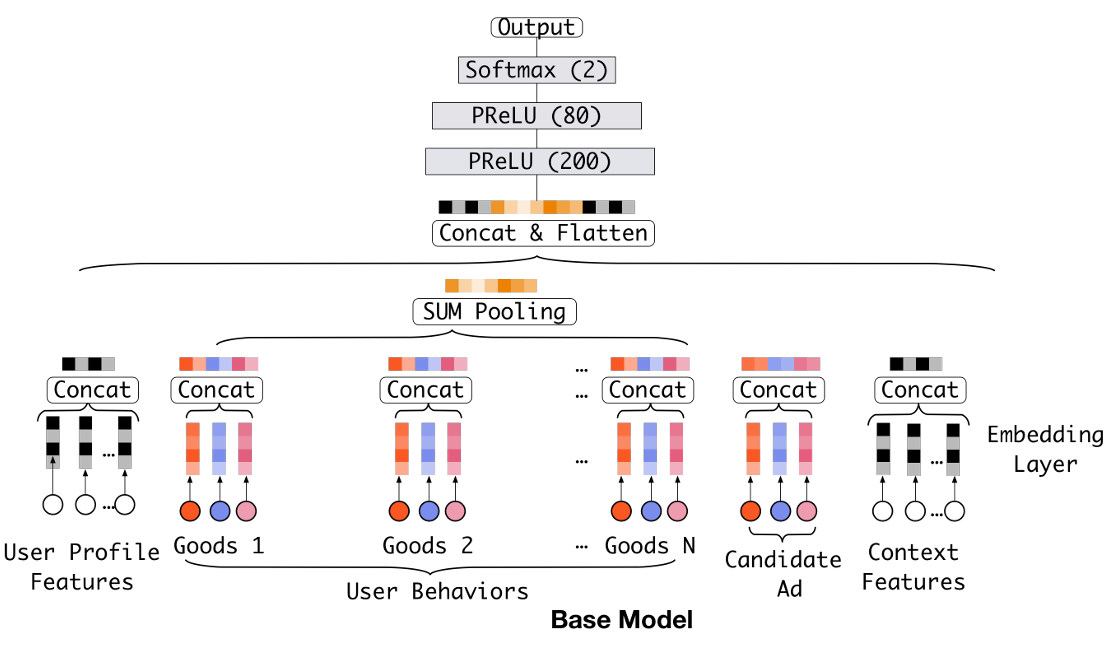 Output
Softmax (2)
PReLU (80)
PReLU (200)
Concat & Flatten
SUM Pooling
...
Concat
Concat
Concat
...
Concat
Concat
Concat
...
...
...
Embedding
Layer
...
...
User Profile
Features
Goods 1
Goods 2
...
Goods N
Candidate
Ad
Context
Features
User Behaviors
Base Model